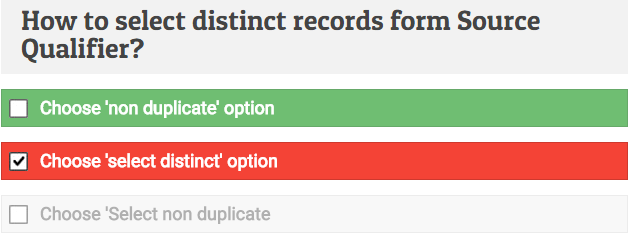 How to select distinct records form Source
Qualifier?
Choose 'non duplicate' option
Choose 'select distinct' option
Choose 'Select non duplicate